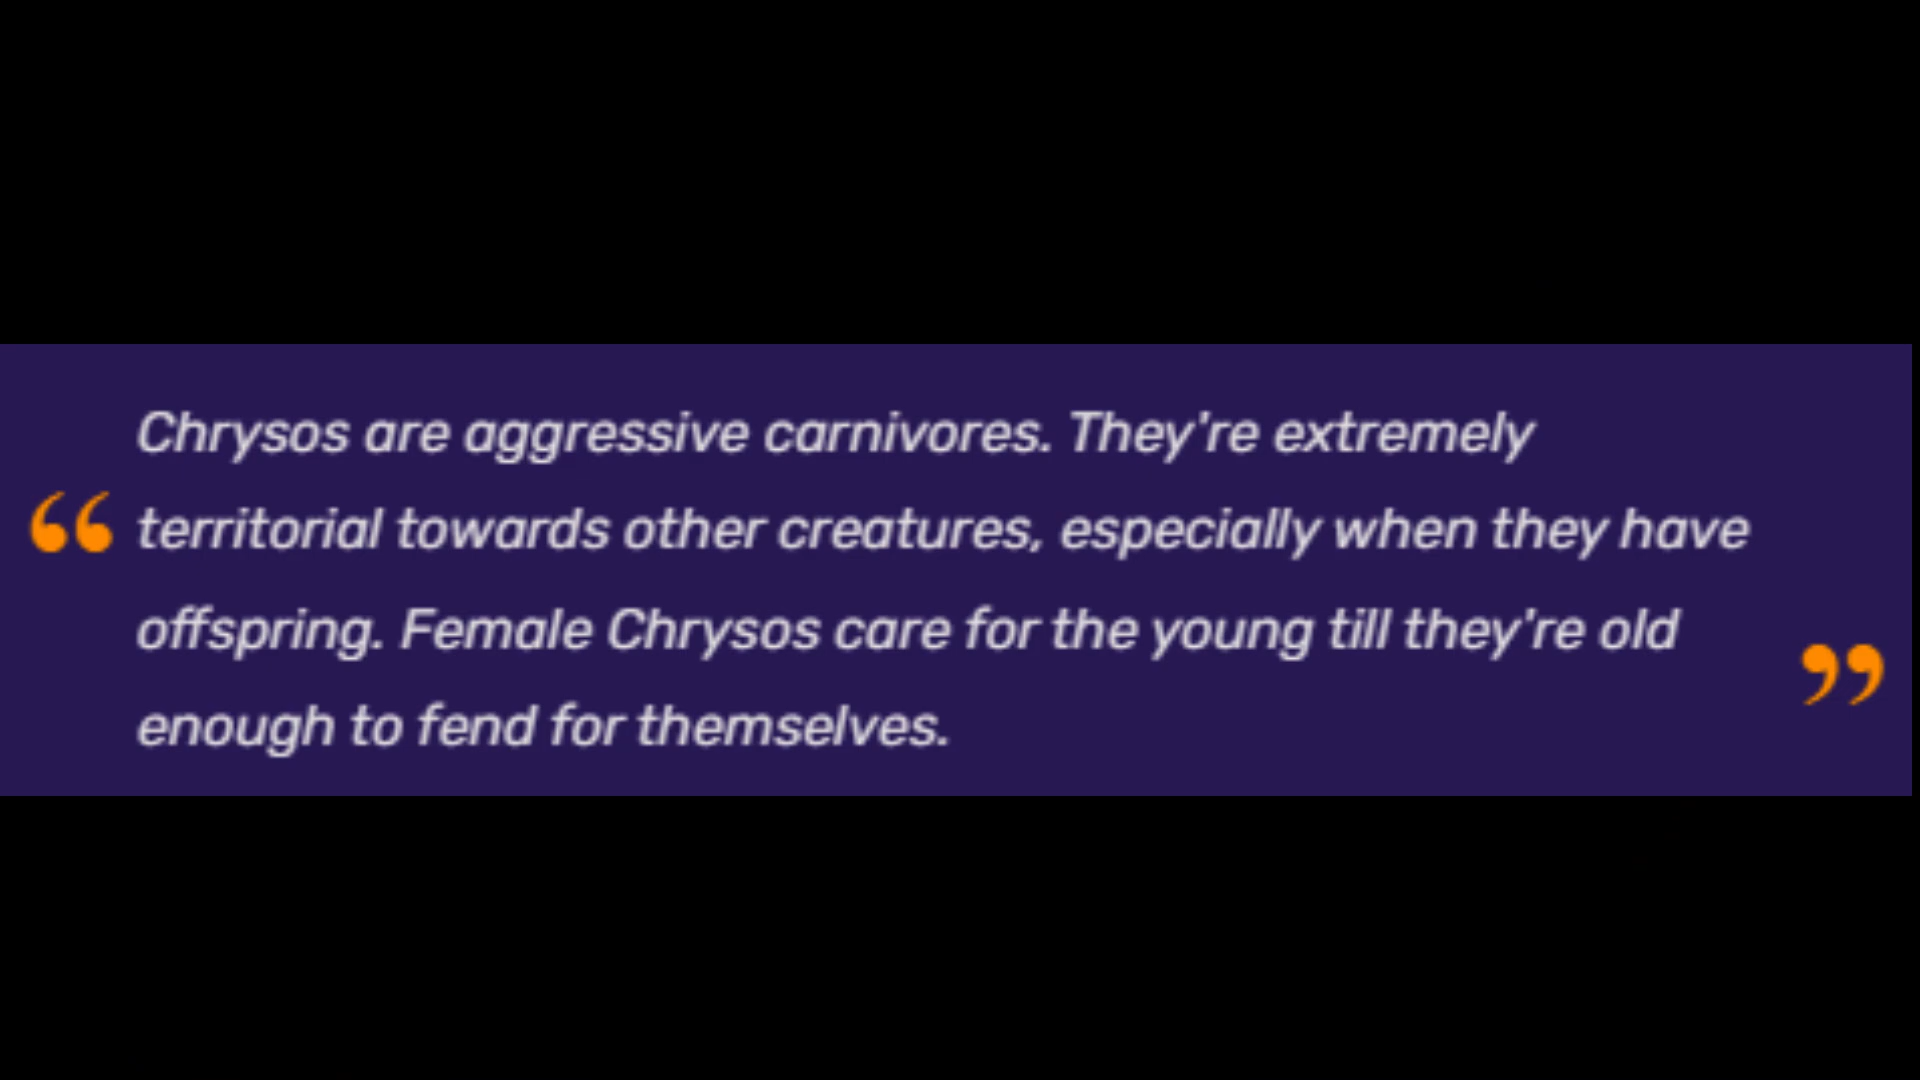 Chrysos are aggressive carnivores. They're extremely
“ territorial towards other creatures, especially when they have
offspring. Female Chrysos care for the young till they're old ”
enough to fend for themselves.